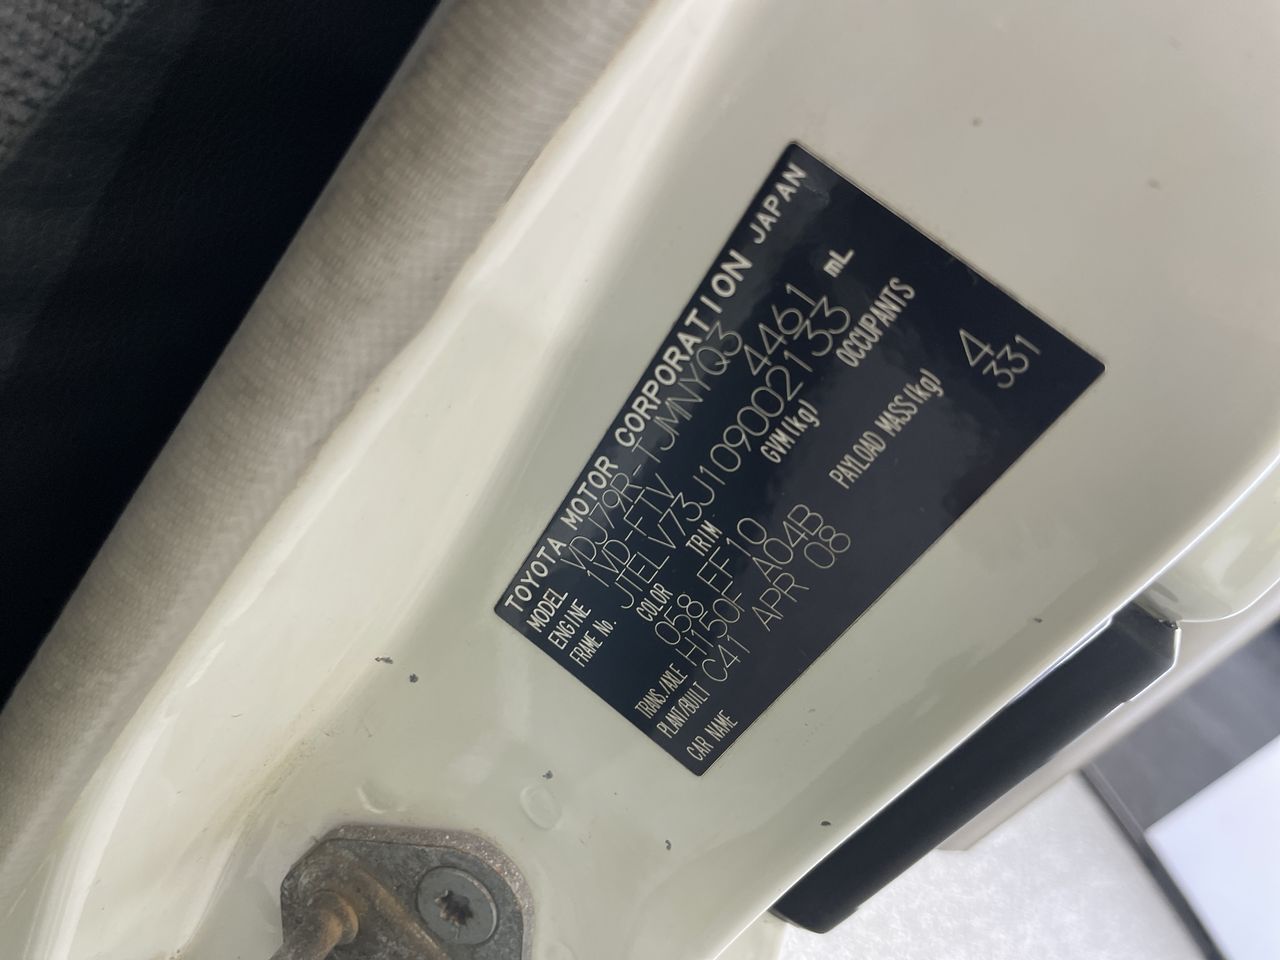 TOYOTA MOTOR CORPORATION JAPAN
MODEL VDJ79R-TJMNYQ3
ENGINE 1VD-FTV 4461 mL
FRAME No. JTELV73J109002133
COLOR TRIM GVM(kg) OCCUPANTS
058 FF10
TRANS./AXLE H150F A04B PAYLOAD MASS(kg) 4
PLANT/BUILT C41 APR 08 331
CAR NAME